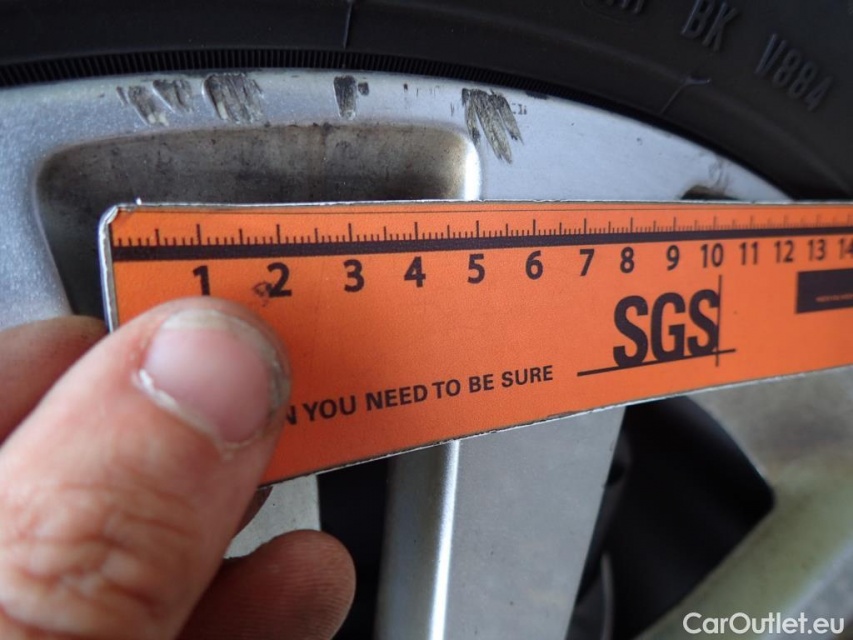 BK
V884
1 2 3 4 5 6 7 8 9 10 11 12 13 14
SGS
N YOU NEED TO BE SURE
CarOutlet.eu